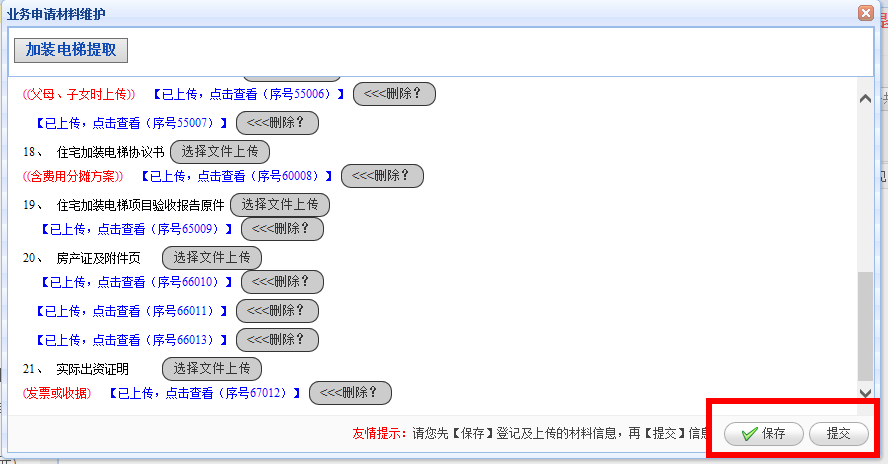 业务申请材料维护
加装电梯提取
((父母、子女时上传)) 【已上传，点击查看（序号55006）】 <<<删除？
【已上传，点击查看（序号55007）】 <<<删除？
18、 住宅加装电梯协议书 选择文件上传
((含费用分摊方案)) 【已上传，点击查看（序号60008）】 <<<删除？
19、 住宅加装电梯项目验收报告原件 选择文件上传
【已上传，点击查看（序号65009）】 <<<删除？
20、 房产证及附件页 选择文件上传
【已上传，点击查看（序号66010）】 <<<删除？
【已上传，点击查看（序号66011）】 <<<删除？
【已上传，点击查看（序号66013）】 <<<删除？
21、 实际出资证明 选择文件上传
(发票或收据) 【已上传，点击查看（序号67012）】 <<<删除？
友情提示：请您先【保存】登记及上传的材料信息，再【提交】信息 保存 提交